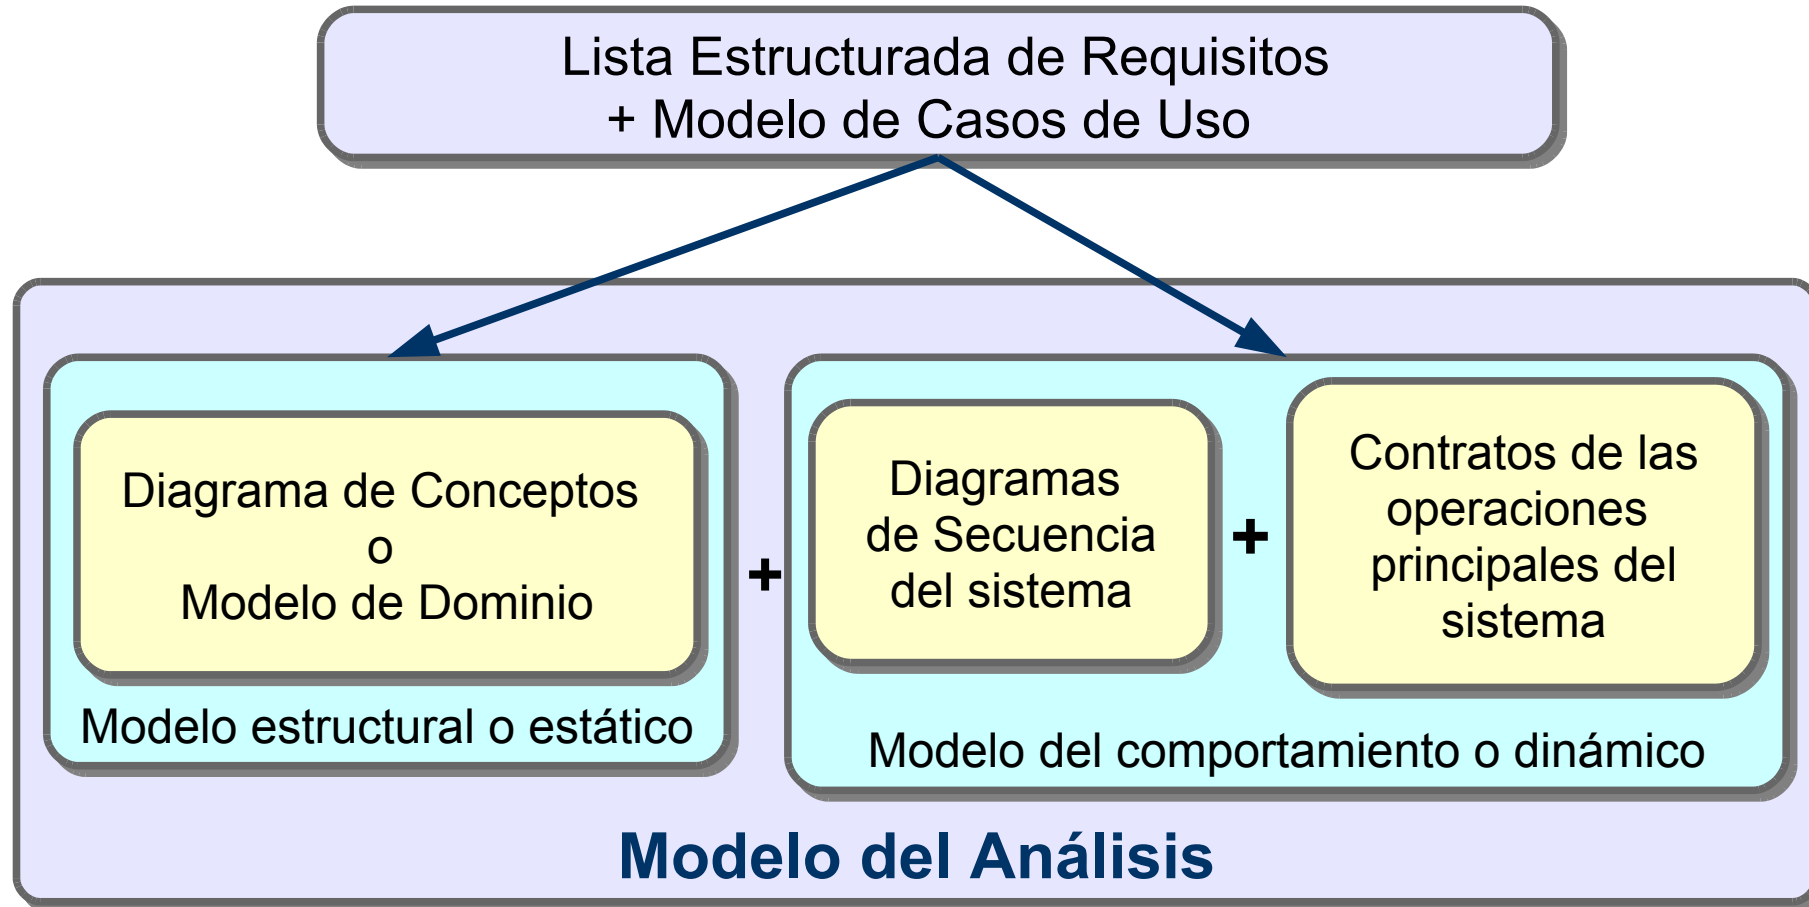 Lista Estructurada de Requisitos
+ Modelo de Casos de Uso
Diagrama de Conceptos
o
Modelo de Dominio
Modelo estructural o estático
+
Diagramas
de Secuencia
del sistema
+
Contratos de las
operaciones
principales del
sistema
Modelo del comportamiento o dinámico
Modelo del Análisis